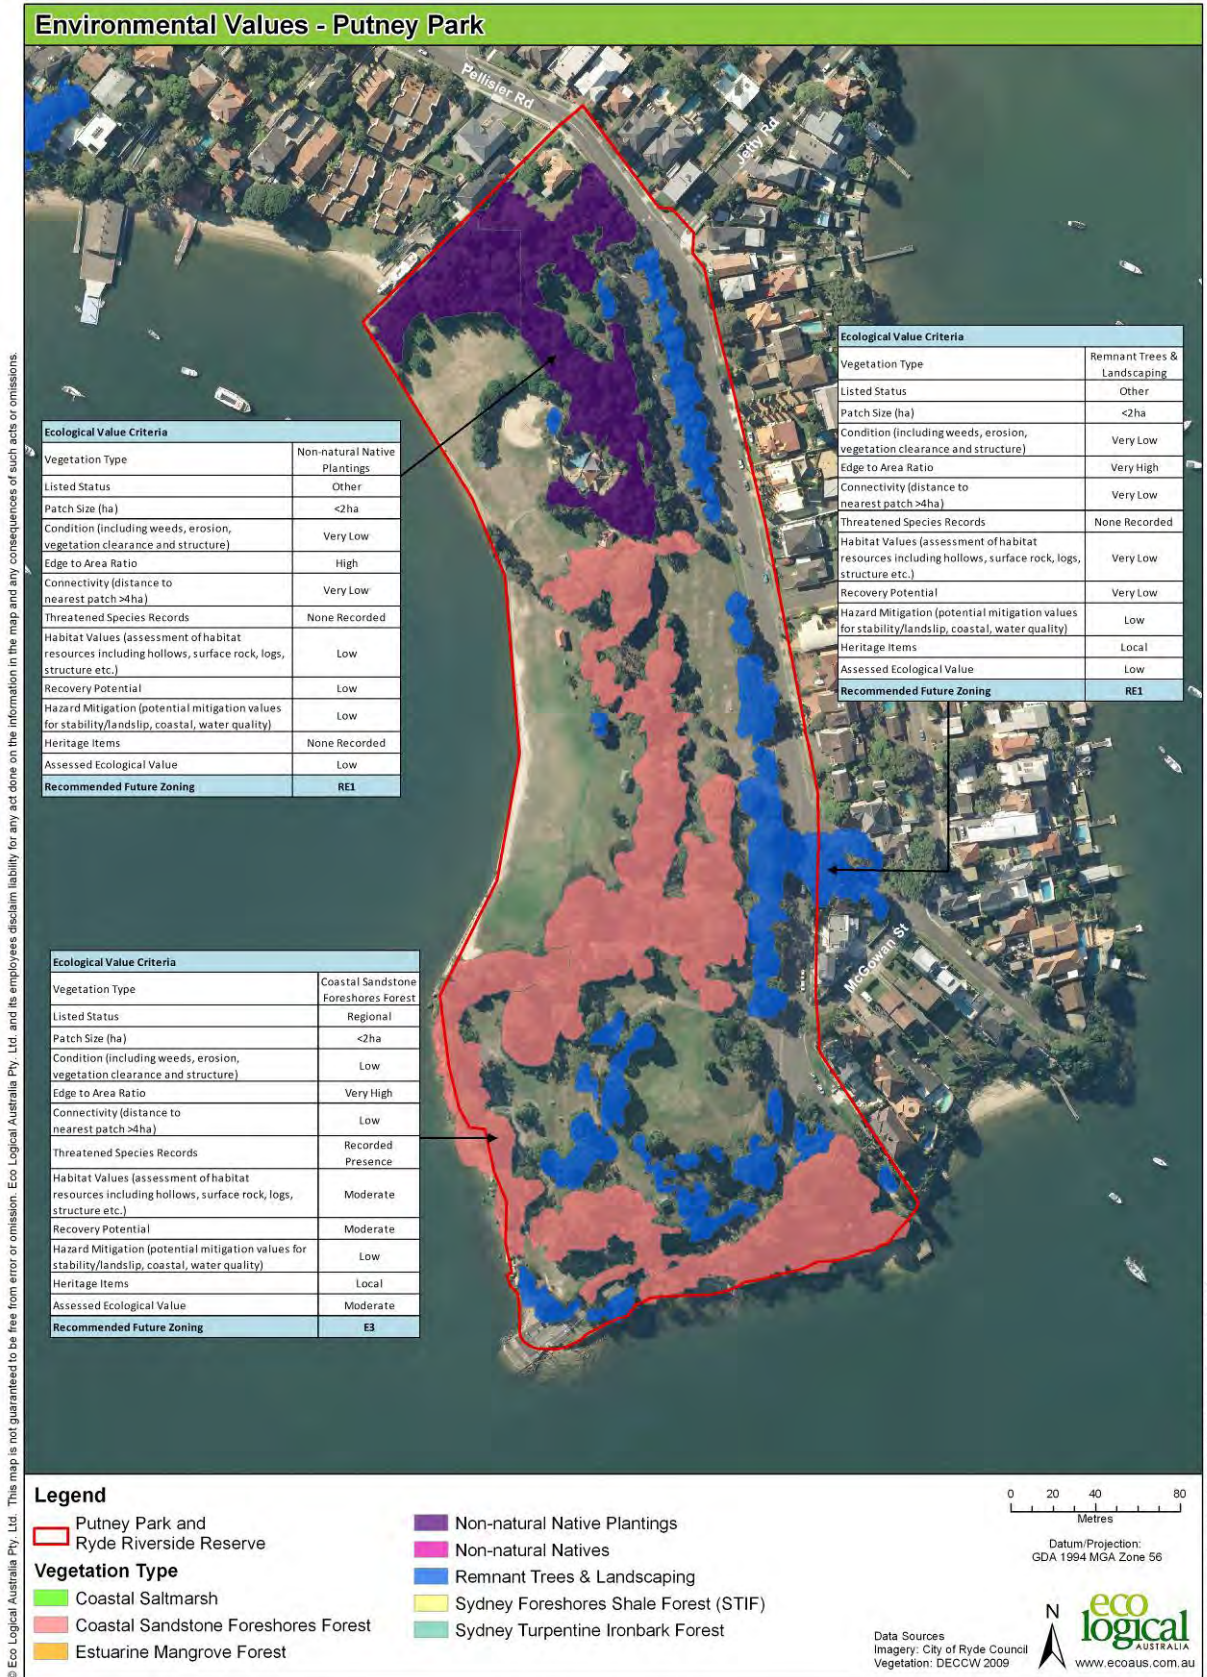 Environmental Values - Putney Park
Pellisier Rd
Jetty Rd
McGowan St
Ecological Value Criteria
Vegetation Type Non-natural Native Plantings
Listed Status Other
Patch Size (ha) <2ha
Condition (including weeds, erosion,
vegetation clearance and structure) Very Low
Edge to Area Ratio High
Connectivity (distance to
nearest patch >4ha) Very Low
Threatened Species Records None Recorded
Habitat Values (assessment of habitat
resources including hollows, surface rock, logs, Low
structure etc.)
Recovery Potential Low
Hazard Mitigation (potential mitigation values
for stability/landslip, coastal, water quality) Low
Heritage Items None Recorded
Assessed Ecological Value Low
Recommended Future Zoning RE1
Ecological Value Criteria
Vegetation Type Remnant Trees & Landscaping
Listed Status Other
Patch Size (ha) <2ha
Condition (including weeds, erosion,
vegetation clearance and structure) Very Low
Edge to Area Ratio Very High
Connectivity (distance to
nearest patch >4ha) Very Low
Threatened Species Records None Recorded
Habitat Values (assessment of habitat
resources including hollows, surface rock, logs, Very Low
structure etc.)
Recovery Potential Very Low
Hazard Mitigation (potential mitigation values
for stability/landslip, coastal, water quality) Low
Heritage Items Local
Assessed Ecological Value Low
Recommended Future Zoning RE1
Ecological Value Criteria
Vegetation Type Coastal Sandstone Foreshores Forest
Listed Status Regional
Patch Size (ha) <2ha
Condition (including weeds, erosion,
vegetation clearance and structure) Low
Edge to Area Ratio Very High
Connectivity (distance to
nearest patch >4ha) Low
Threatened Species Records Recorded Presence
Habitat Values (assessment of habitat
resources including hollows, surface rock, logs, Moderate
structure etc.)
Recovery Potential Moderate
Hazard Mitigation (potential mitigation values for
stability/landslip, coastal, water quality) Low
Heritage Items Local
Assessed Ecological Value Moderate
Recommended Future Zoning E3
© Eco Logical Australia Pty. Ltd. This map is not guaranteed to be free from error or omission. Eco Logical Australia Pty. Ltd. and its employees disclaim liability for any act done on the information in the map and any consequences of such acts or omissions.
Legend
Putney Park and
Ryde Riverside Reserve
Vegetation Type
Coastal Saltmarsh
Coastal Sandstone Foreshores Forest
Estuarine Mangrove Forest
Non-natural Native Plantings
Non-natural Natives
Remnant Trees & Landscaping
Sydney Foreshores Shale Forest (STIF)
Sydney Turpentine Ironbark Forest
0 20 40 80
Metres
Datum/Projection:
GDA 1994 MGA Zone 56
Data Sources
Imagery: City of Ryde Council
Vegetation: DECCW 2009
N
eco
logical
AUSTRALIA
www.ecoaus.com.au